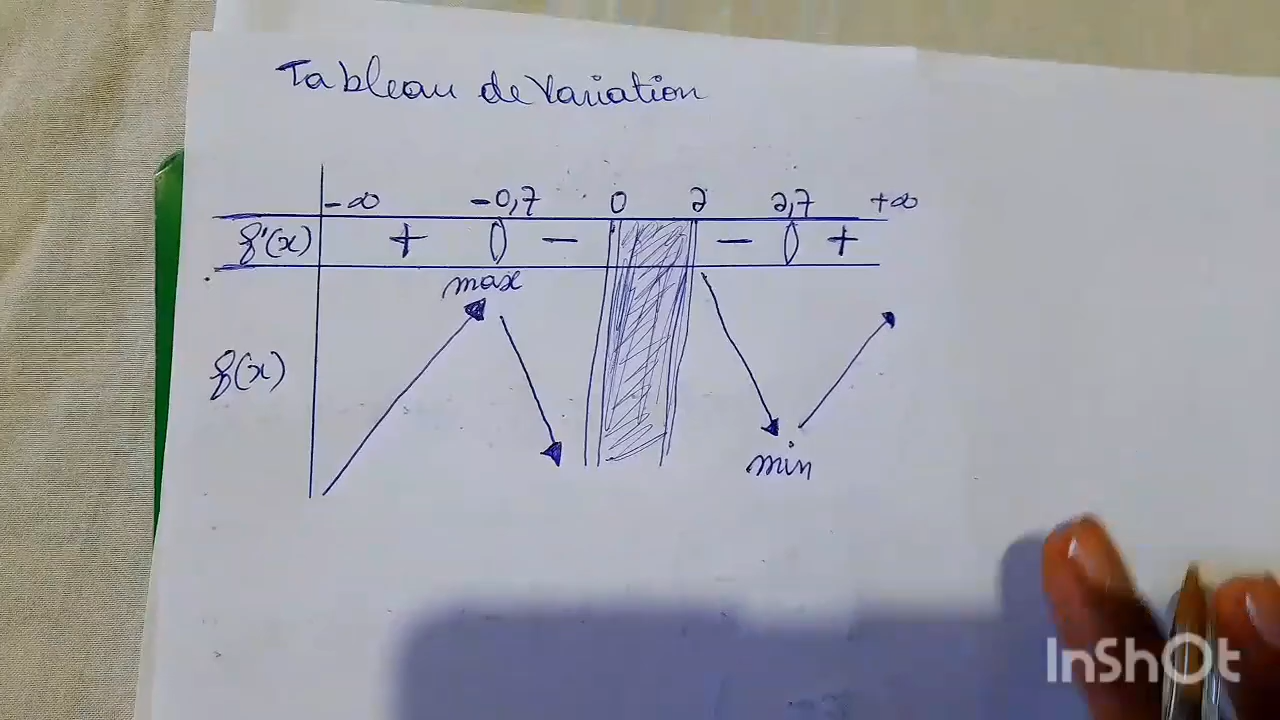 Tableau de Variation
-∞ -0,7 0 2 2,7 +∞
f'(x) + 0 - - 0 +
max
f(x)
min
InShOt